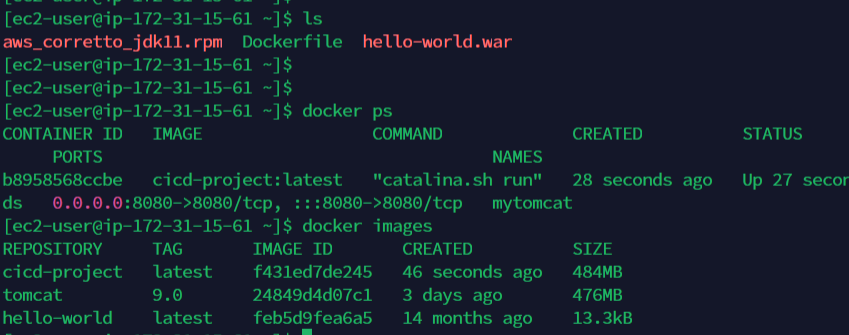 [ec2-user@ip-172-31-15-61 ~]$ ls
aws_corretto_jdk11.rpm  Dockerfile  hello-world.war
[ec2-user@ip-172-31-15-61 ~]$
[ec2-user@ip-172-31-15-61 ~]$
[ec2-user@ip-172-31-15-61 ~]$ docker ps
CONTAINER ID   IMAGE                 COMMAND             CREATED          STATUS
    PORTS                                       NAMES
b8958568ccbe   cicd-project:latest   "catalina.sh run"   28 seconds ago   Up 27 secon
ds   0.0.0.0:8080->8080/tcp, :::8080->8080/tcp   mytomcat
[ec2-user@ip-172-31-15-61 ~]$ docker images
REPOSITORY     TAG       IMAGE ID       CREATED          SIZE
cicd-project   latest    f431ed7de245   46 seconds ago   484MB
tomcat         9.0       24849d4d07c1   3 days ago       476MB
hello-world    latest    feb5d9fea6a5   14 months ago    13.3kB